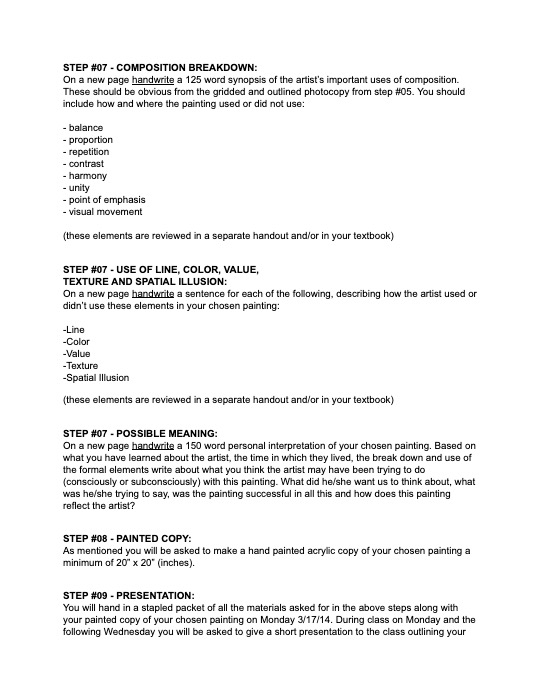 STEP #07 - COMPOSITION BREAKDOWN:
On a new page handwrite a 125 word synopsis of the artist's important uses of composition.
These should be obvious from the gridded and outlined photocopy from step #05. You should
include how and where the painting used or did not use:
- balance
- proportion
- repetition
- contrast
- harmony
- unity
- point of emphasis
- visual movement
(these elements are reviewed in a separate handout and/or in your textbook)
STEP #07 - USE OF LINE, COLOR, VALUE,
TEXTURE AND SPATIAL ILLUSION:
On a new page handwrite a sentence for each of the following, describing how the artist used or
didn't use these elements in your chosen painting:
-Line
-Color
-Value
-Texture
-Spatial Illusion
(these elements are reviewed in a separate handout and/or in your textbook)
STEP #07 - POSSIBLE MEANING:
On a new page handwrite a 150 word personal interpretation of your chosen painting. Based on
what you have learned about the artist, the time in which they lived, the break down and use of
the formal elements write about what you think the artist may have been trying to do
(consciously or subconsciously) with this painting. What did he/she want us to think about, what
was he/she trying to say, was the painting successful in all this and how does this painting
reflect the artist?
STEP #08 - PAINTED COPY:
As mentioned you will be asked to make a hand painted acrylic copy of your chosen painting a
minimum of 20” x 20” (inches).
STEP #09 - PRESENTATION:
You will hand in a stapled packet of all the materials asked for in the above steps along with
your painted copy of your chosen painting on Monday 3/17/14. During class on Monday and the
following Wednesday you will be asked to give a short presentation to the class outlining your